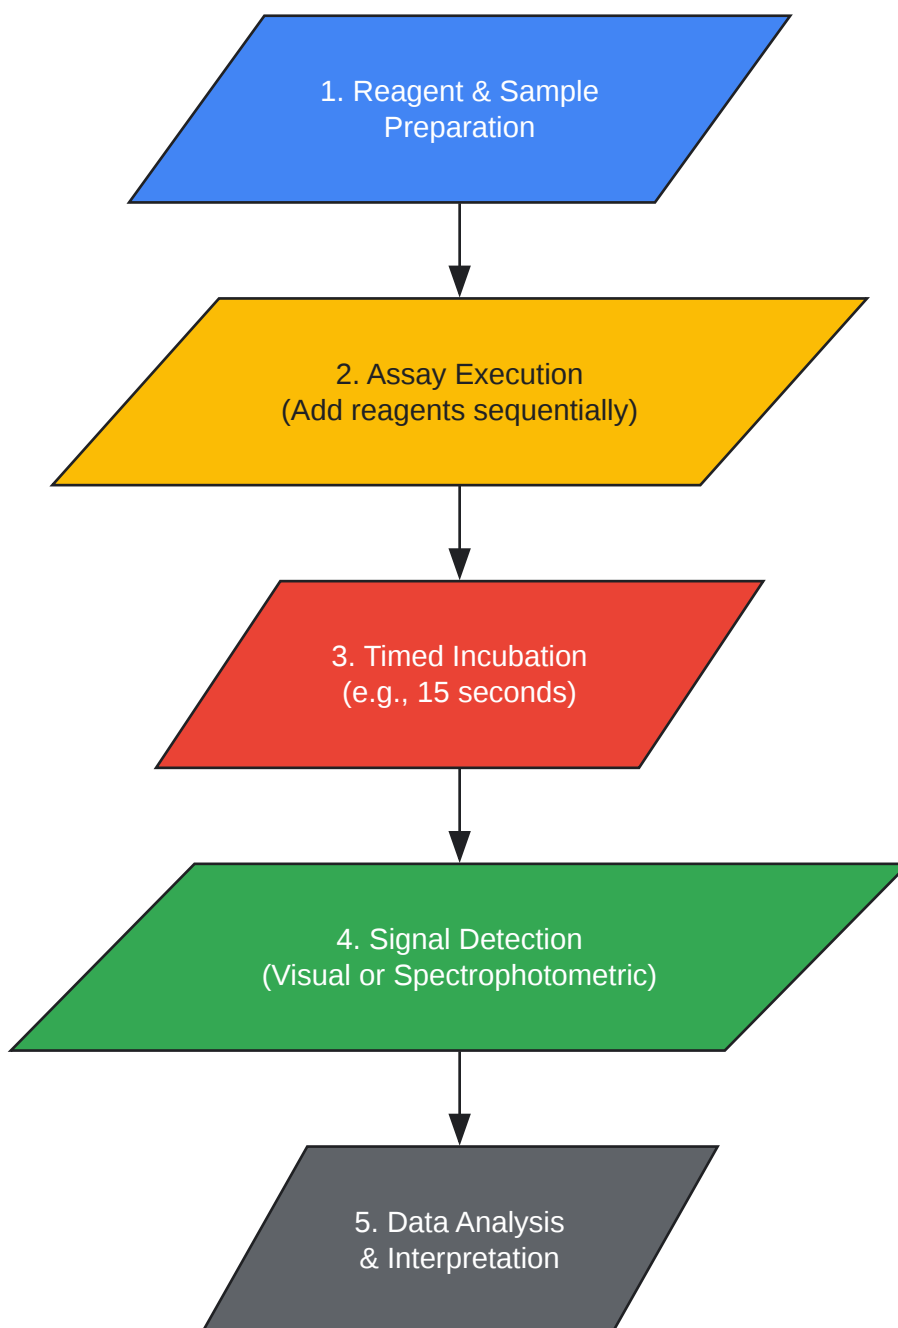 1. Reagent & Sample
Preparation
2. Assay Execution
(Add reagents sequentially)
3. Timed Incubation
(e.g., 15 seconds)
4. Signal Detection
(Visual or Spectrophotometric)
5. Data Analysis
& Interpretation